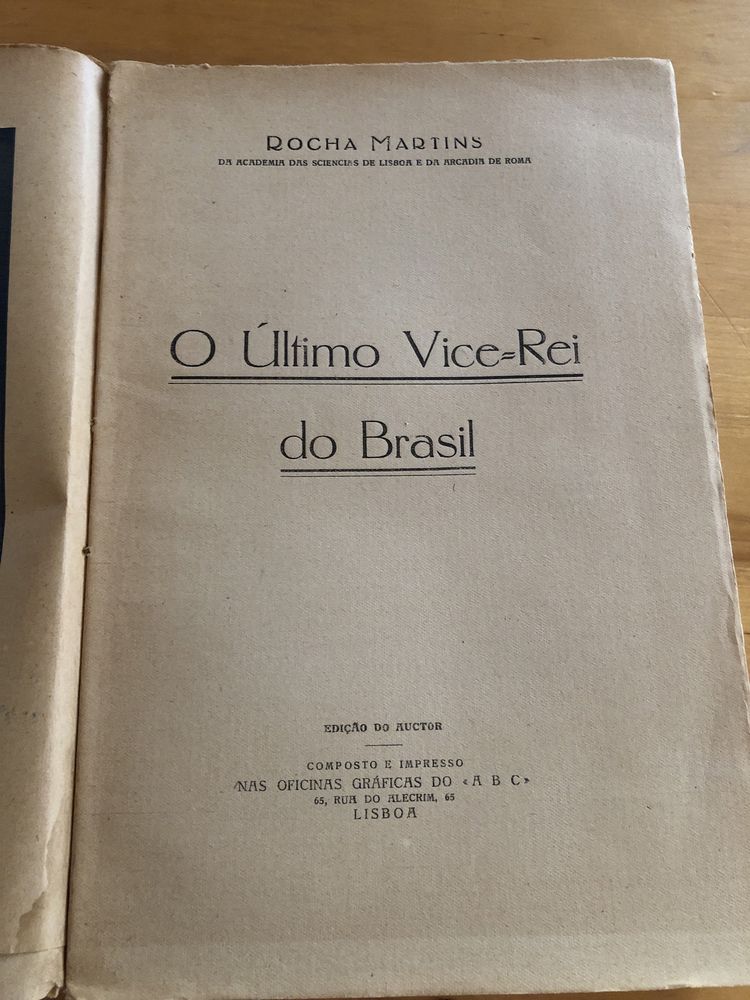 ROCHA MARTINS
DA ACADEMIA DAS SCIENCIAS DE LISBOA E DA ARCADIA DE ROMA
O Último Vice-Rei
do Brasil
EDIÇÃO DO AUCTOR
COMPOSTO E IMPRESSO
NAS OFICINAS GRÁFICAS DO «A B C»
65, RUA DO ALECRIM, 65
LISBOA